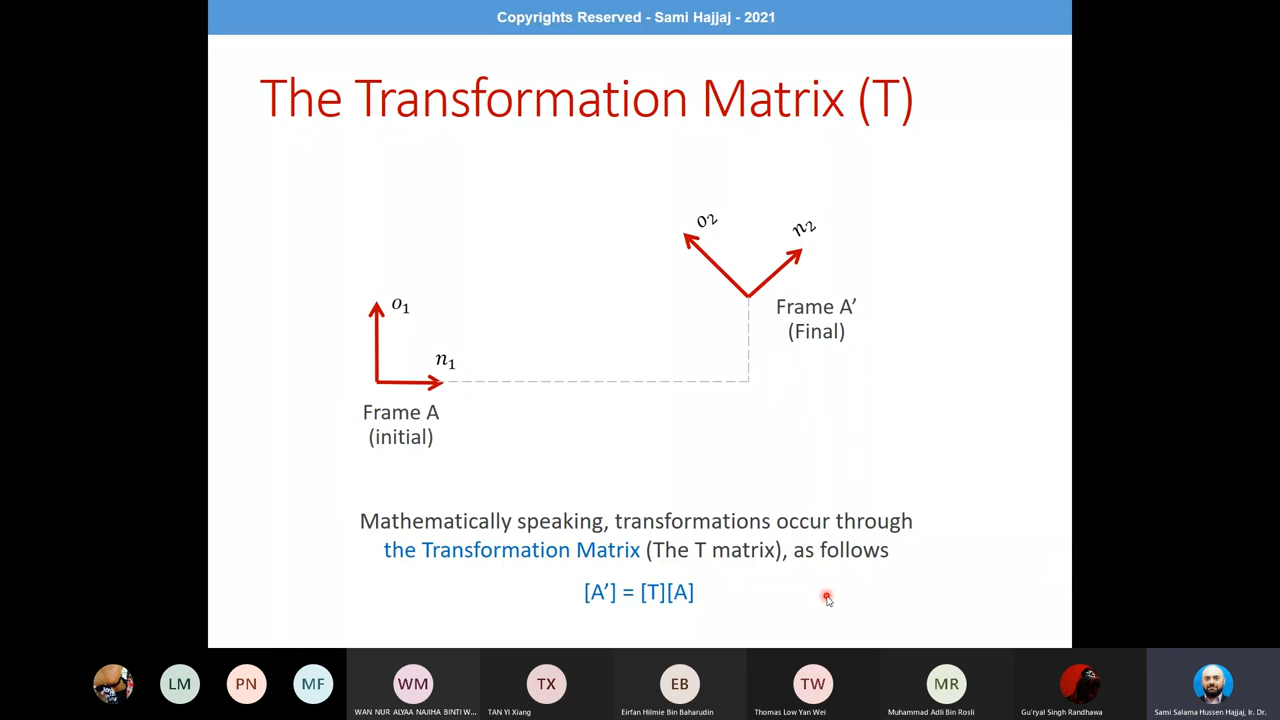 Copyrights Reserved - Sami Hajjaj - 2021
The Transformation Matrix (T)
o₂
n₂
o₁
n₁
Frame A’
(Final)
Frame A
(initial)
Mathematically speaking, transformations occur through
the Transformation Matrix (The T matrix), as follows
[A’] = [T][A]
LM
PN
MF
WM
TX
EB
TW
MR
WAN NUR ALYAA NAJIHA BINTI W...
TAN YI Xiang
Eirfan Hilmie Bin Baharudin
Thomas Low Yan Wei
Muhammad Adli Bin Rosli
Gu'ryal Singh Randhawa
Sami Salama Hussen Hajjaj, Ir. Dr.